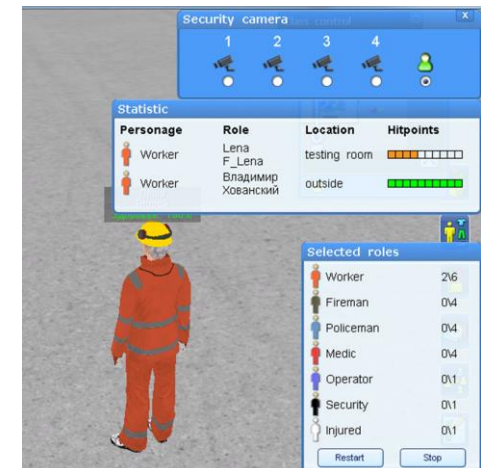 Security camera
X
1 2 3 4
Statistic
Personage Role Location Hitpoints
Worker Lena F_Lena testing room
Worker Владимир Хованский outside
Selected roles
Worker 2\6
Fireman 0\4
Policeman 0\4
Medic 0\4
Operator 0\1
Security 0\1
Injured 0\1
Restart Stop